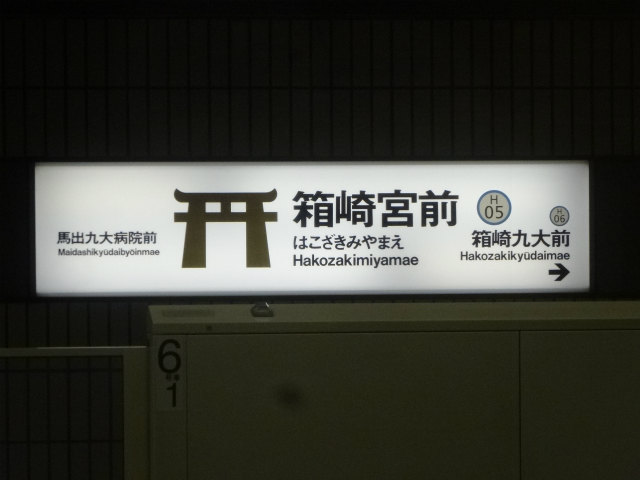 馬出九大病院前
Maidashikyūdaibyōinmae
箱崎宮前
はこざきみやまえ
Hakozakimiyamae
H
05
H
06
箱崎九大前
Hakozakikyūdaimae
6
1